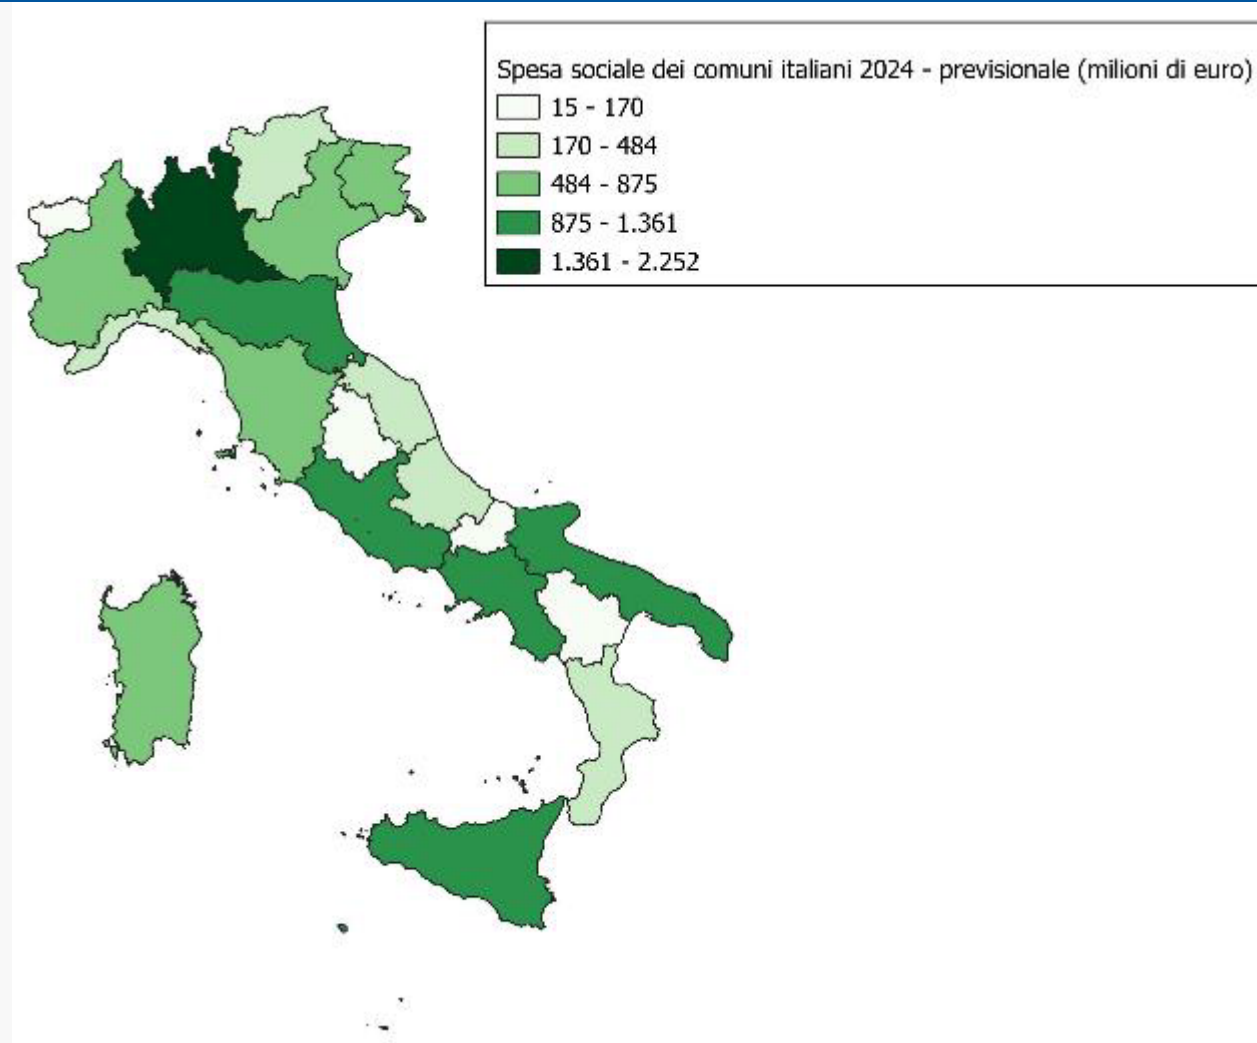 Spesa sociale dei comuni italiani 2024 - previsionale (milioni di euro)
15 - 170
170 - 484
484 - 875
875 - 1.361
1.361 - 2.252